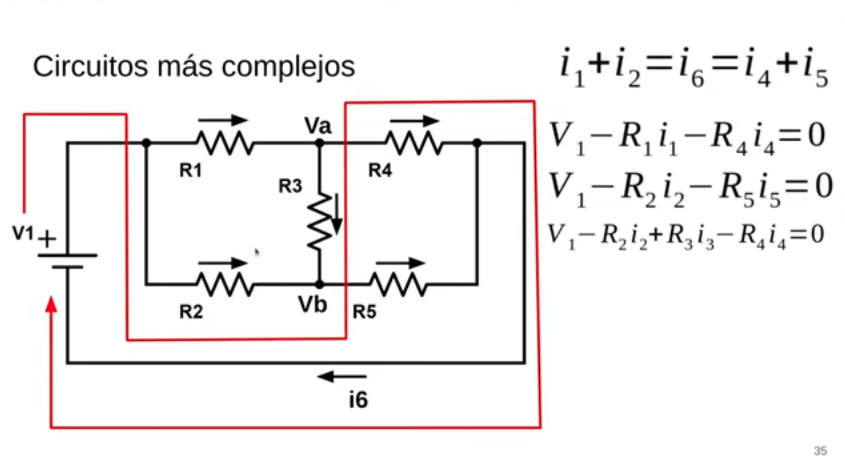 Circuitos más complejos
i₁+i₂=i₆=i₄+i₅
V₁−R₁i₁−R₄i₄=0
V₁−R₂i₂−R₅i₅=0
V₁−R₂i₂+R₃i₃−R₄i₄=0
Va
R1
R4
R3
V1
+
Vb
R2
R5
i6
35